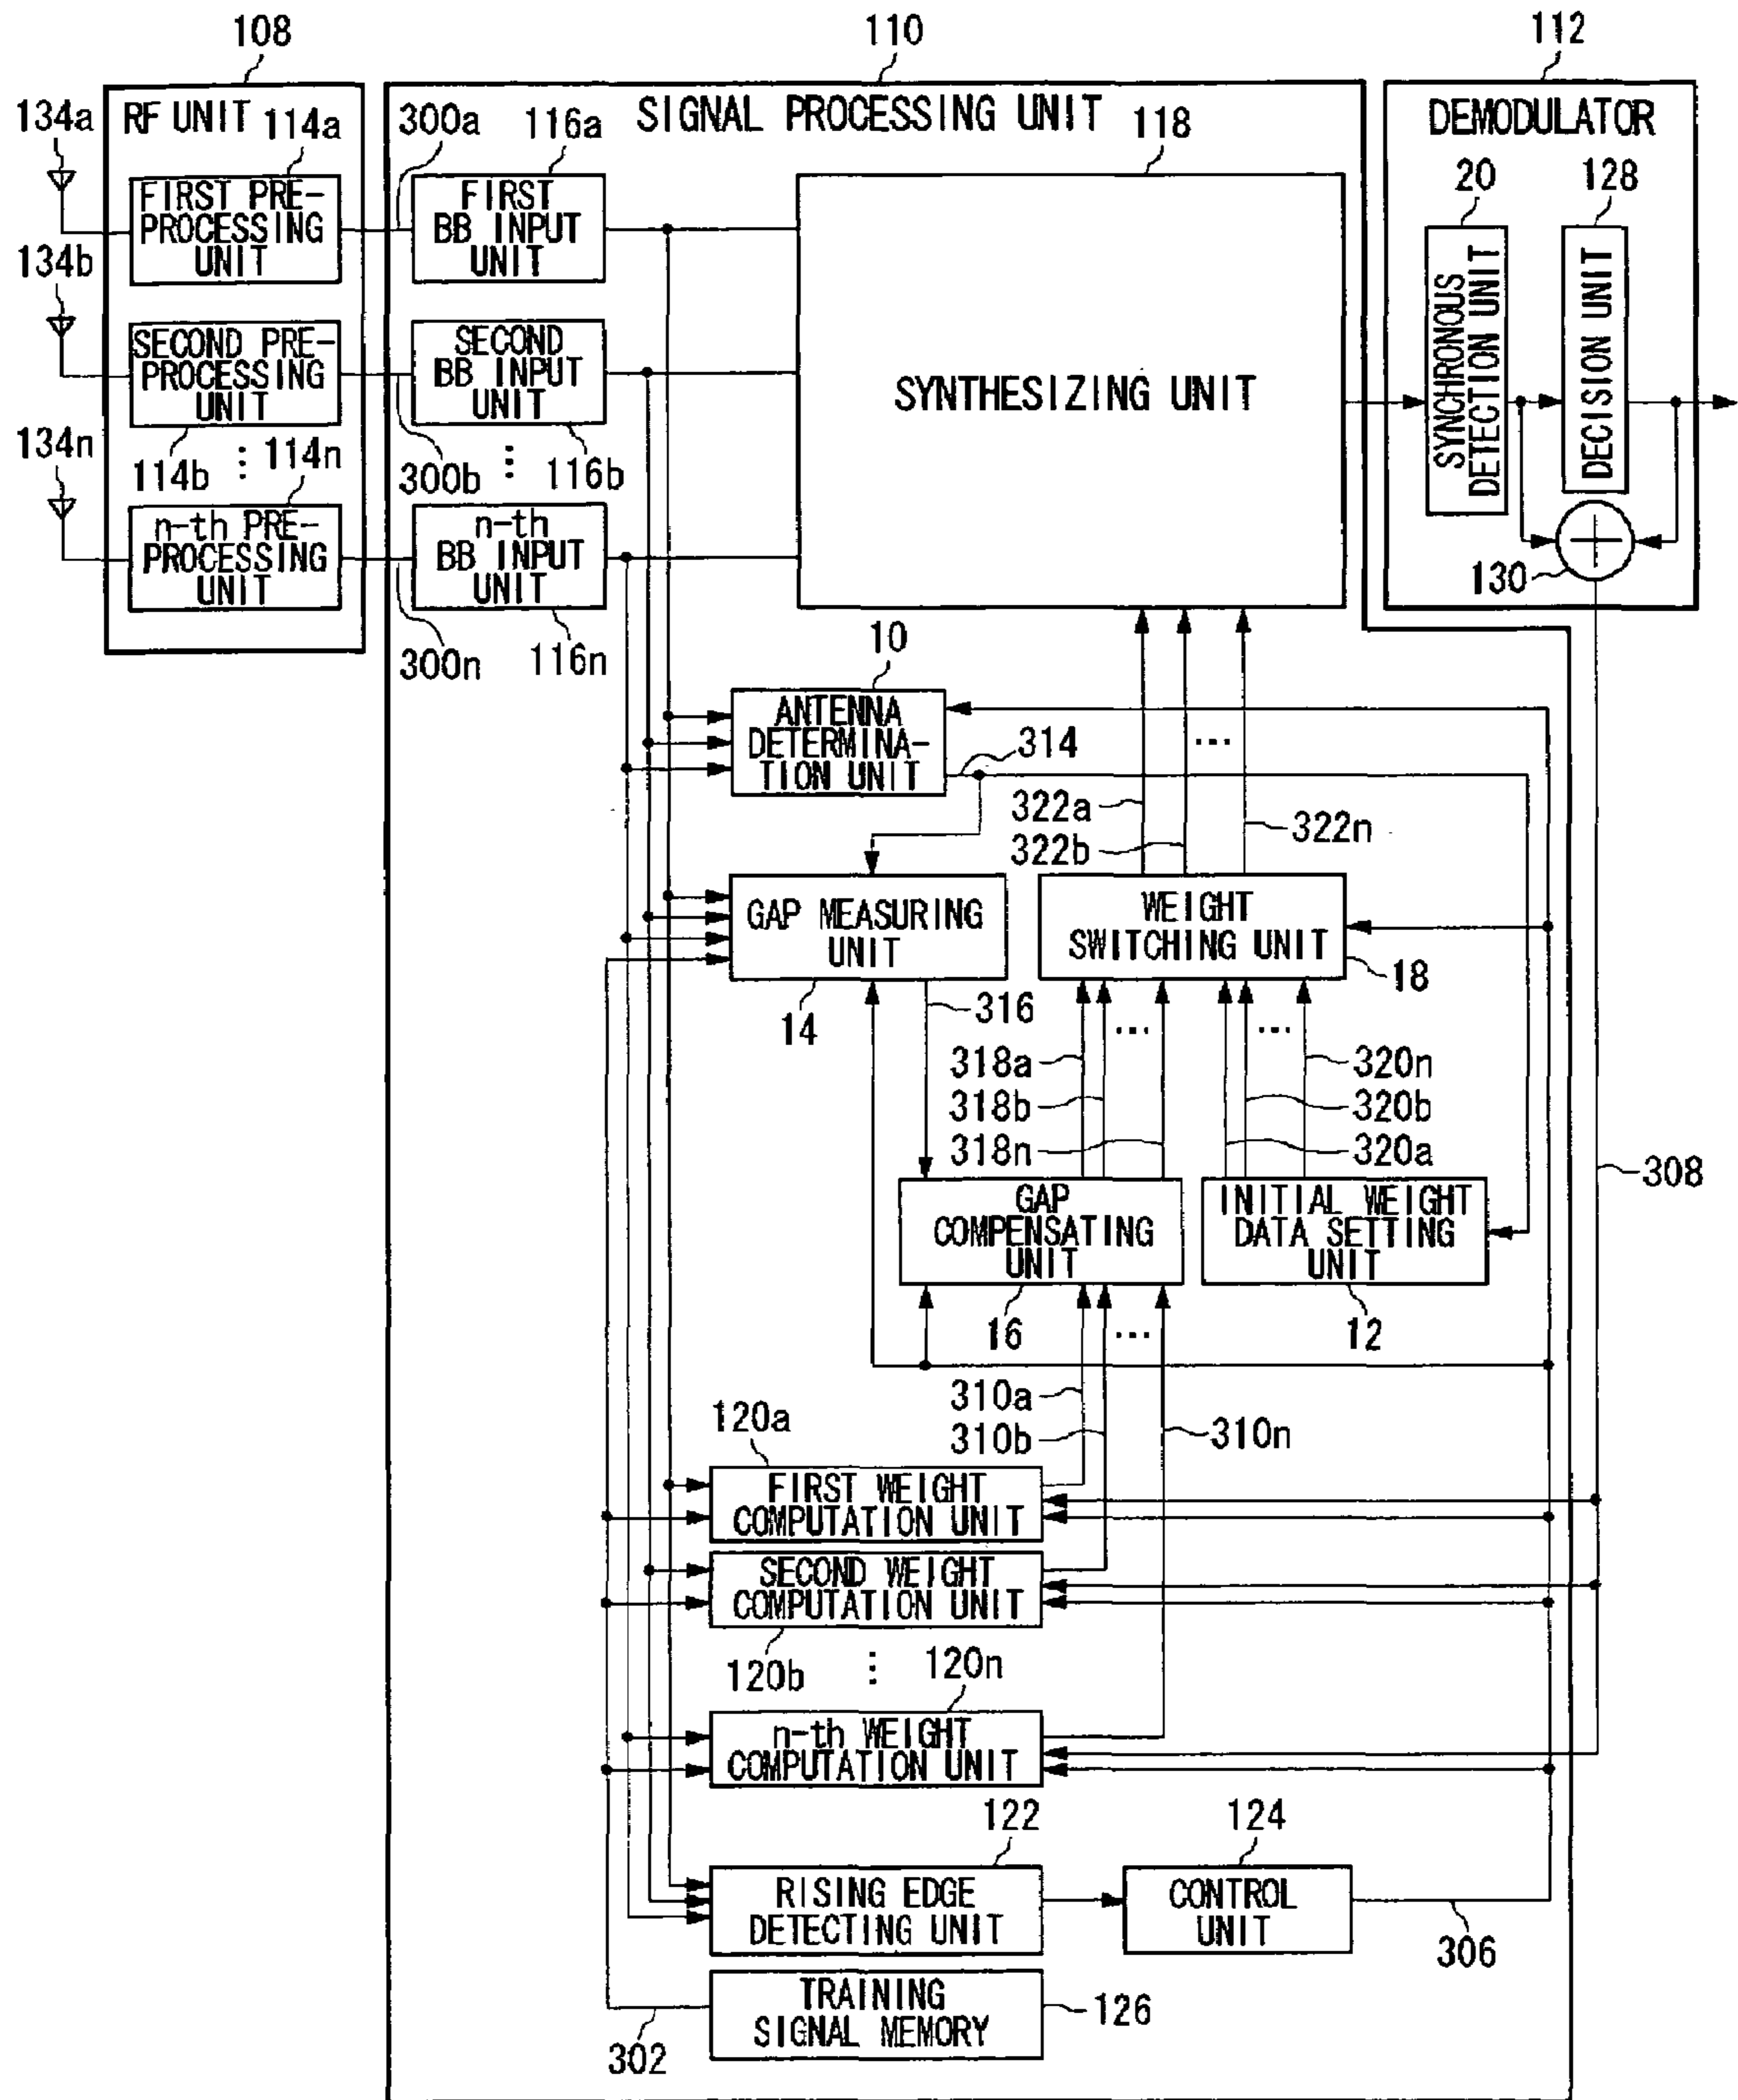 108
110
112
134a
RF UNIT
114a
300a
116a
SIGNAL PROCESSING UNIT
118
DEMODULATOR
FIRST PRE-
PROCESSING
UNIT
FIRST
BB INPUT
UNIT
20
128
134b
SECOND PRE-
PROCESSING
UNIT
SECOND
BB INPUT
UNIT
SYNTHESIZING UNIT
SYNCHRONOUS
DETECTION UNIT
DECISION UNIT
134n
114b
⋮
114n
300b
⋮
116b
n-th PRE-
PROCESSING
UNIT
n-th
BB INPUT
UNIT
+
130
300n
116n
10
ANTENNA
DETERMINA-
TION UNIT
314
...
322a
322b
322n
GAP MEASURING
UNIT
WEIGHT
SWITCHING UNIT
18
14
316
...
...
318a
318b
318n
320n
320b
320a
308
GAP
COMPENSATING
UNIT
INITIAL WEIGHT
DATA SETTING
UNIT
16
...
12
310a
310b
310n
120a
FIRST WEIGHT
COMPUTATION UNIT
SECOND WEIGHT
COMPUTATION UNIT
120b
⋮
120n
n-th WEIGHT
COMPUTATION UNIT
122
124
RISING EDGE
DETECTING UNIT
CONTROL
UNIT
306
TRAINING
SIGNAL MEMORY
126
302